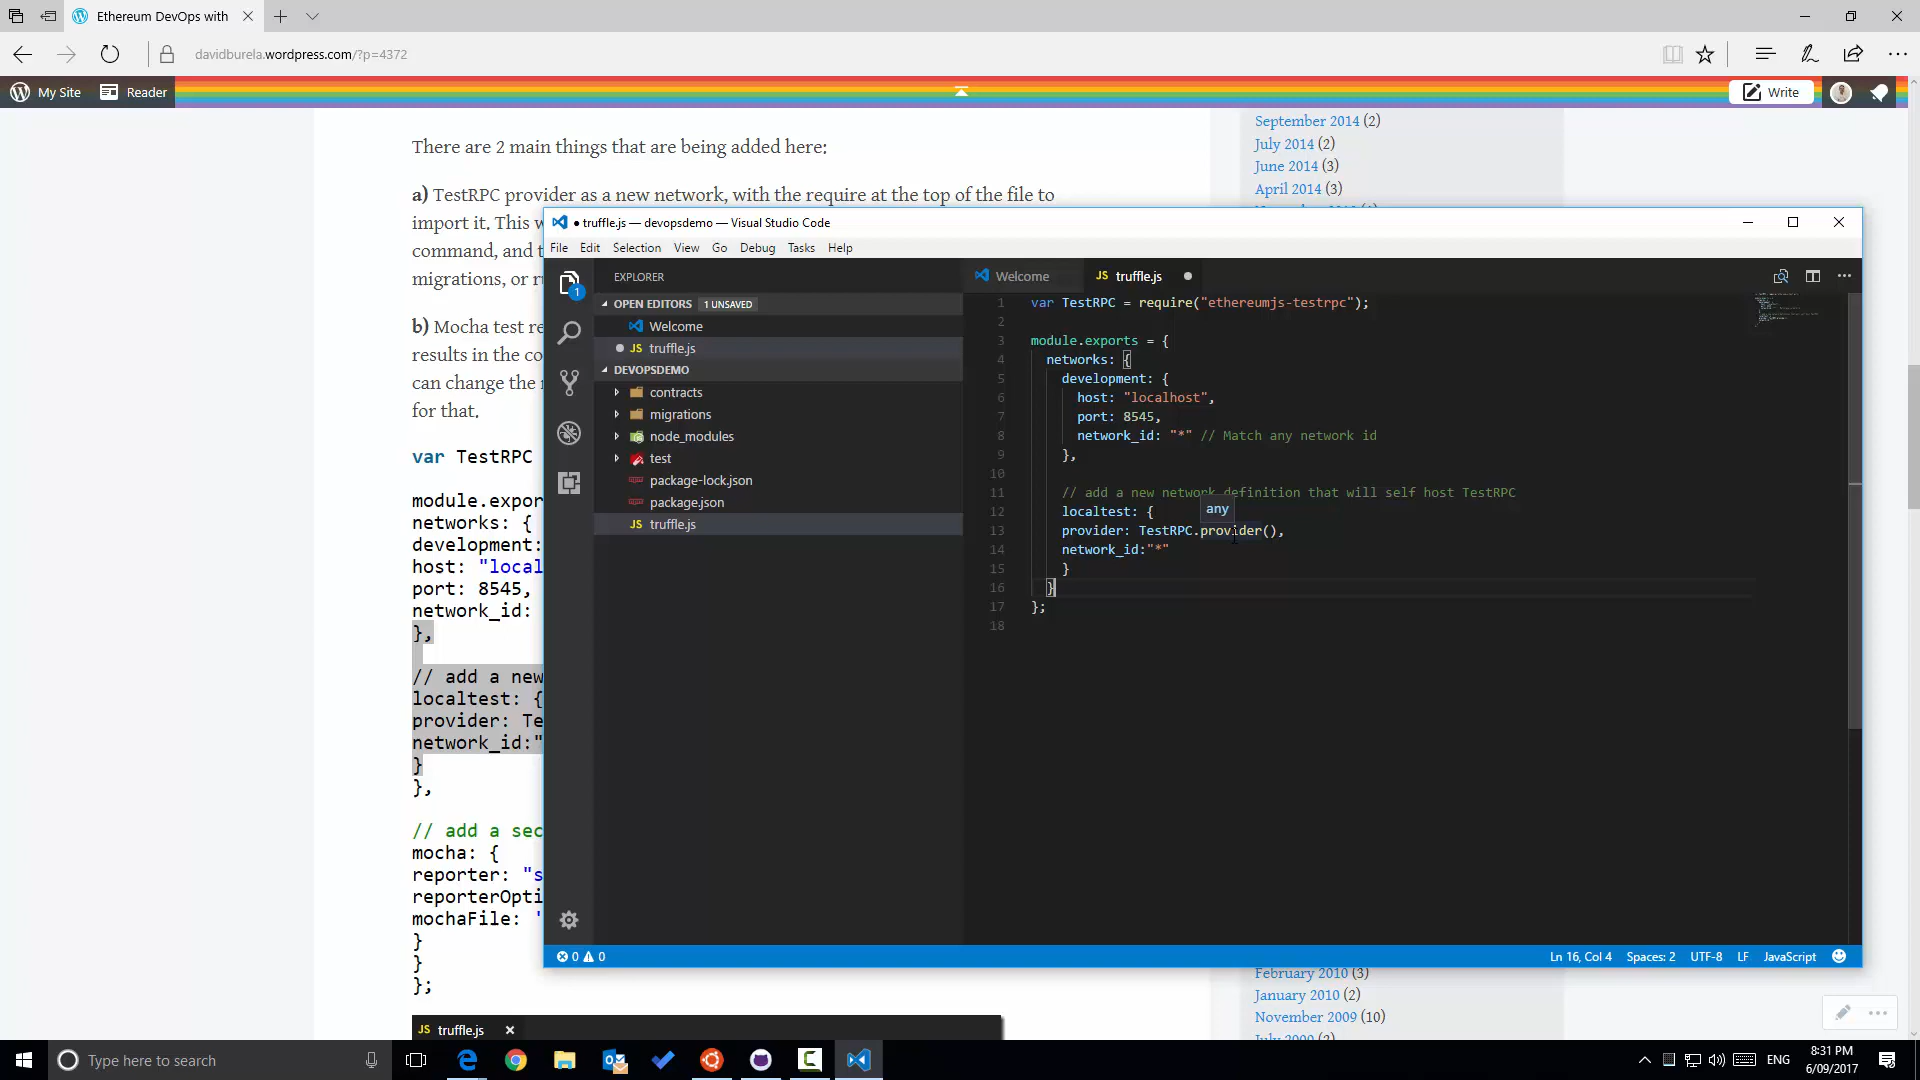 Ethereum DevOps with
davidburela.wordpress.com/?p=4372
My Site
Reader
Write
There are 2 main things that are being added here:
a) TestRPC provider as a new network, with the require at the top of the file to
import it. This w
command, and t
migrations, or r
b) Mocha test re
results in the co
can change the
for that.
var TestRPC
module.expor
networks: {
development:
host: "local
port: 8545,
network_id:
},
// add a new
localtest: {
provider: Te
network_id:"
}
},
// add a sec
mocha: {
reporter: "s
reporterOpti
mochaFile: '
}
}
};
truffle.js
September 2014 (2)
July 2014 (2)
June 2014 (3)
April 2014 (3)
● truffle.js — devopsdemo — Visual Studio Code
File Edit Selection View Go Debug Tasks Help
EXPLORER
OPEN EDITORS 1 UNSAVED
Welcome
JS truffle.js
DEVOPSDEMO
contracts
migrations
node_modules
test
package-lock.json
package.json
JS truffle.js
1
Welcome
JS truffle.js
1 var TestRPC = require("ethereumjs-testrpc");
2
3 module.exports = {
4 networks: {
5 development: {
6 host: "localhost",
7 port: 8545,
8 network_id: "*" // Match any network id
9 },
10
11 // add a new network definition that will self host TestRPC
any
12 localtest: {
13 provider: TestRPC.provider(),
14 network_id:"*"
15 }
16 }
17 };
18
0 0
Ln 16, Col 4 Spaces: 2 UTF-8 LF JavaScript
February 2010 (3)
January 2010 (2)
November 2009 (10)
Type here to search
ENG
8:31 PM
6/09/2017